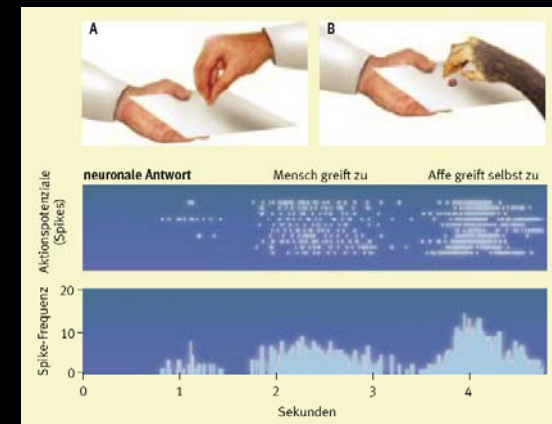 A
B
neuronale Antwort
Mensch greift zu
Affe greift selbst zu
Aktionspotenziale
(Spikes)
Spike-Frequenz
20
10
0
0
1
2
3
4
Sekunden